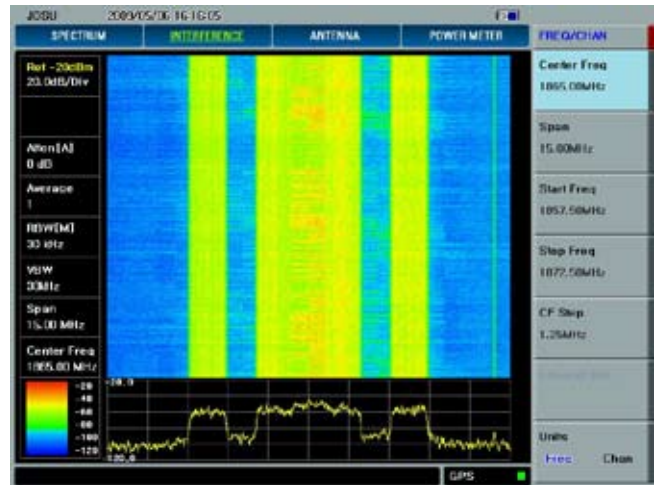 JDSU 2009/05/06 16:16:05
SPECTRUM INTERFERENCE ANTENNA POWER METER FREQ/CHAN
Ref -20dBm
20.0dB/Div
Atten [A]
0 dB
Average
1
RBW[M]
30 kHz
VBW
30kHz
Span
15.00 MHz
Center Freq
1865.00 MHz
-20
-40
-60
-80
-100
-120
-20.0
-120.0
GPS
Center Freq
1865.00MHz
Span
15.00MHz
Start Freq
1857.50MHz
Stop Freq
1872.50MHz
CF Step
1.25MHz
Units
Freq Chan